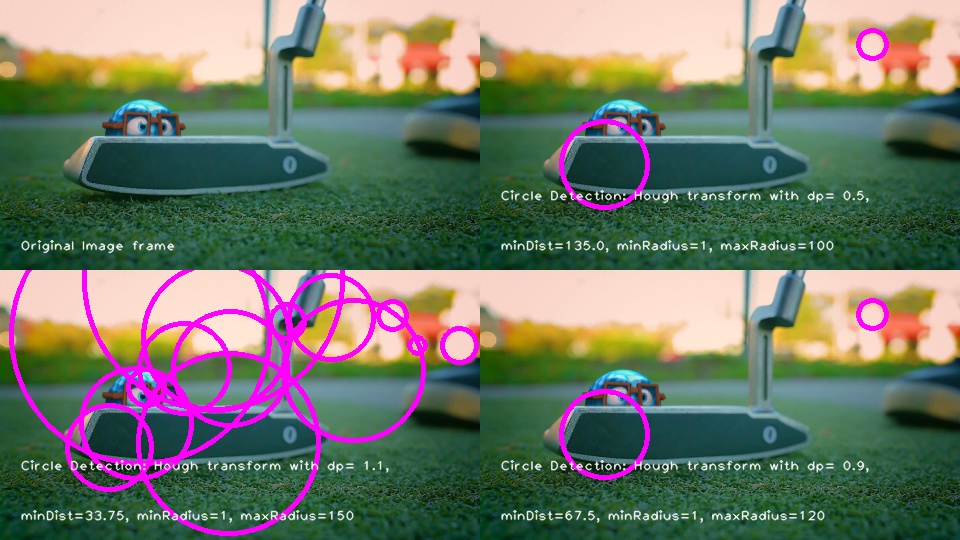 Original Image frame
Circle Detection: Hough transform with dp= 0.5,
minDist=135.0, minRadius=1, maxRadius=100
Circle Detection: Hough transform with dp= 1.1,
minDist=33.75, minRadius=1, maxRadius=150
Circle Detection: Hough transform with dp= 0.9,
minDist=67.5, minRadius=1, maxRadius=120